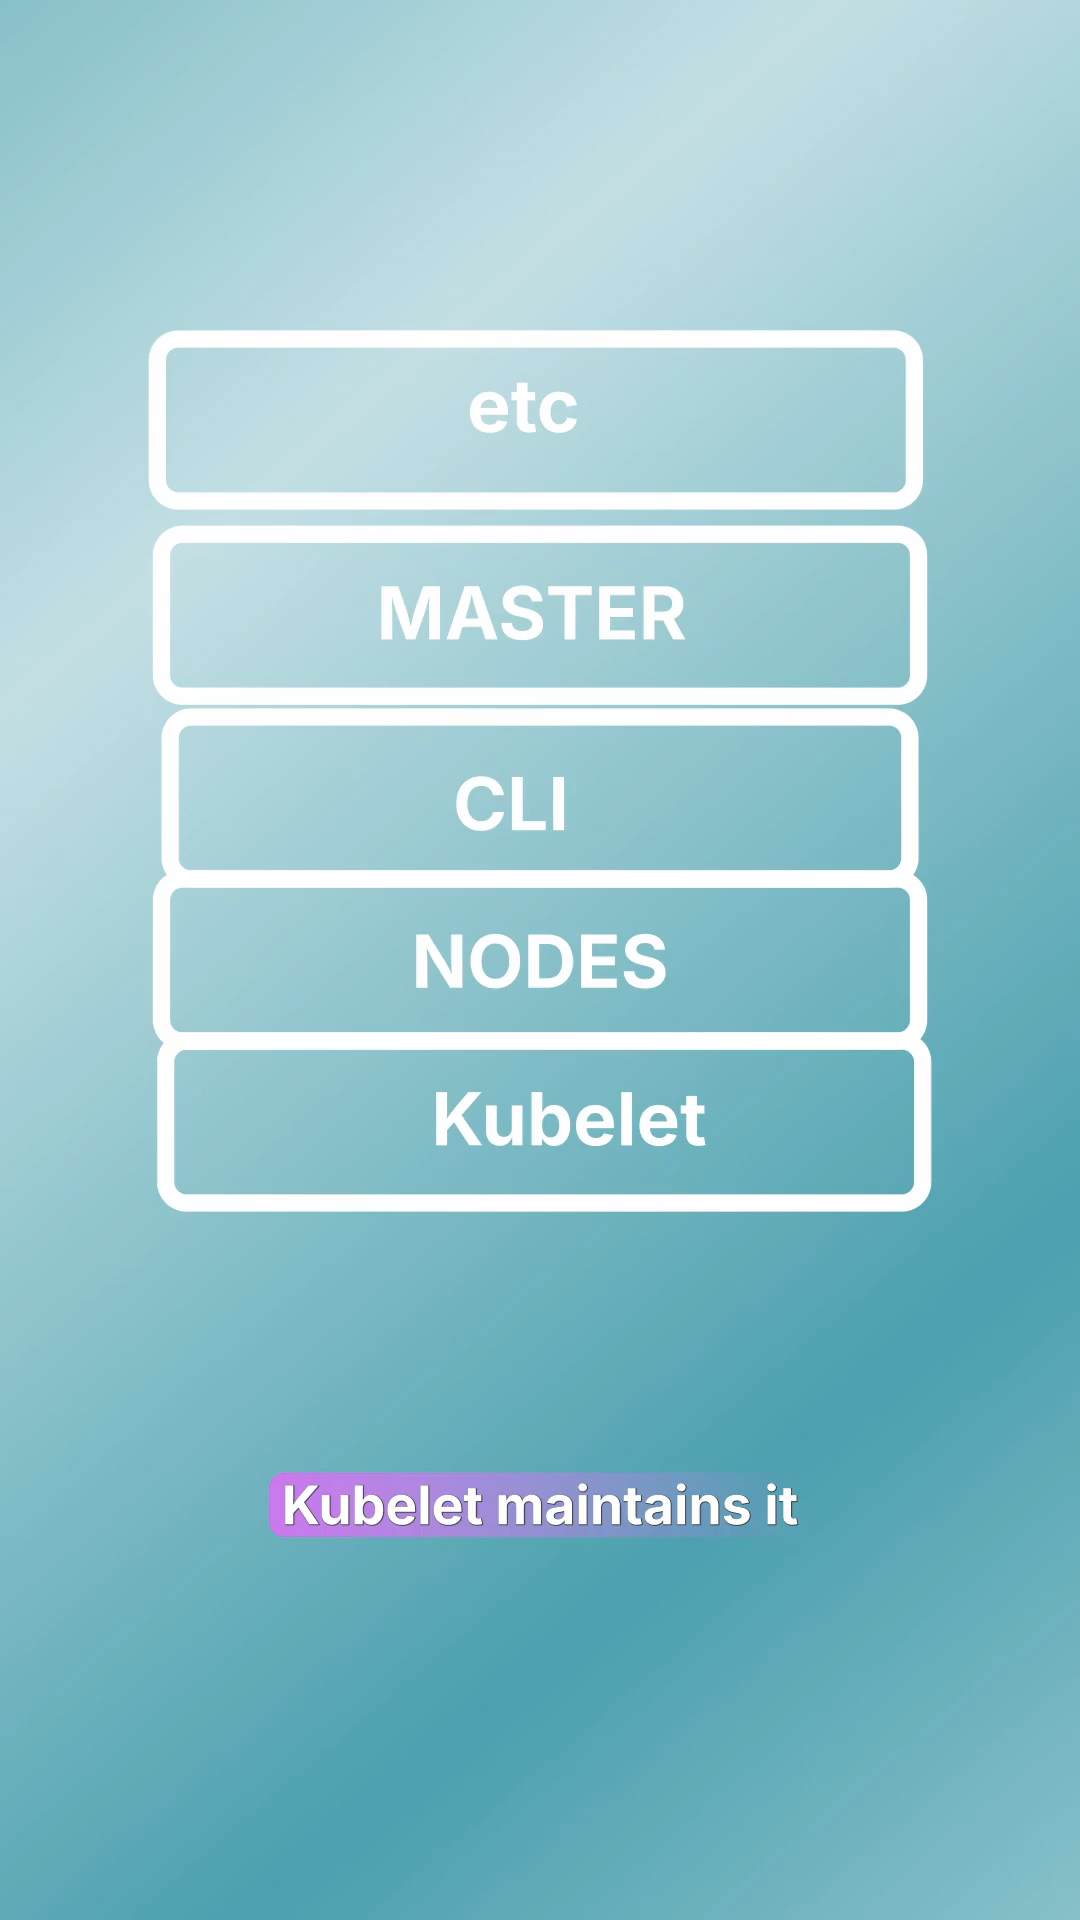 etc
MASTER
CLI
NODES
Kubelet
Kubelet maintains it